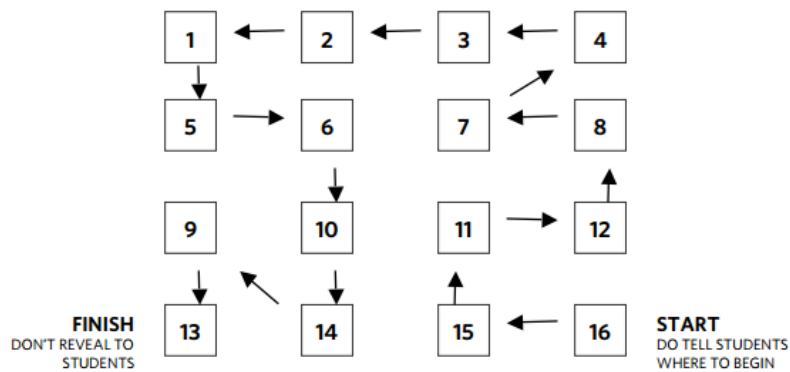 1 2 3 4
5 6 7 8
9 10 11 12
13 14 15 16
FINISH
DON'T REVEAL TO
STUDENTS
START
DO TELL STUDENTS
WHERE TO BEGIN